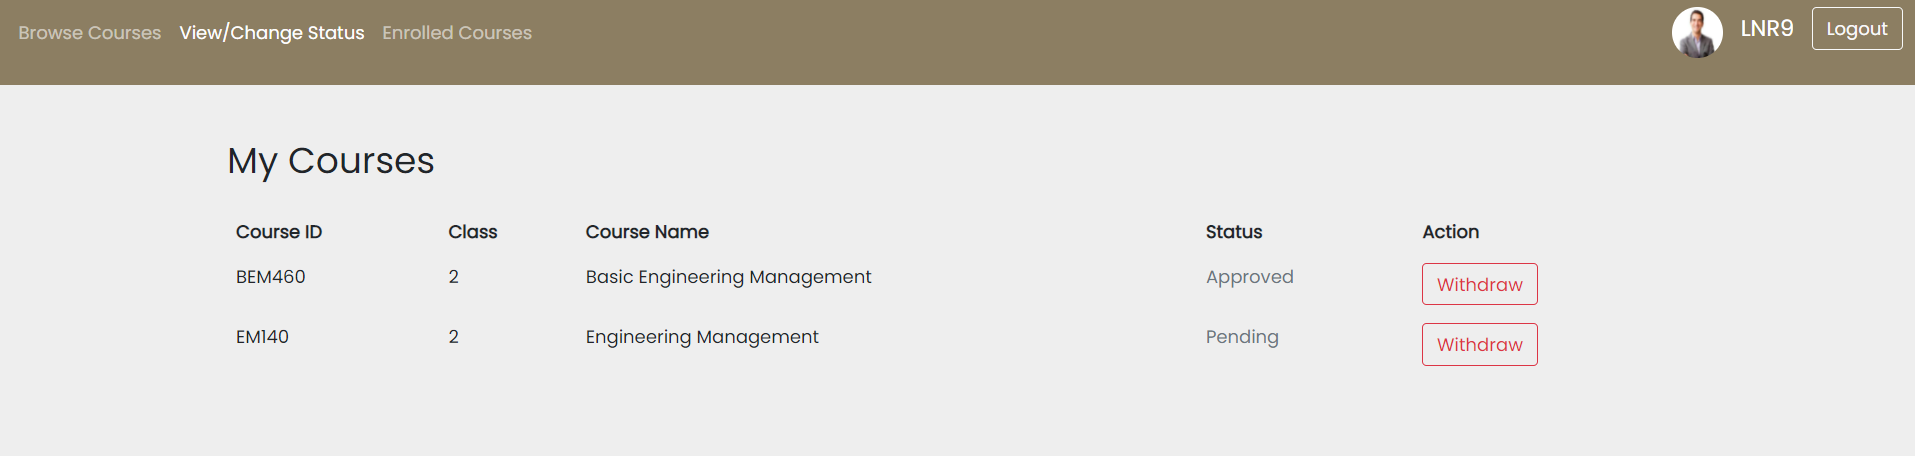 Browse Courses View/Change Status Enrolled Courses LNR9 Logout
My Courses
Course ID Class Course Name Status Action
BEM460 2 Basic Engineering Management Approved Withdraw
EM140 2 Engineering Management Pending Withdraw